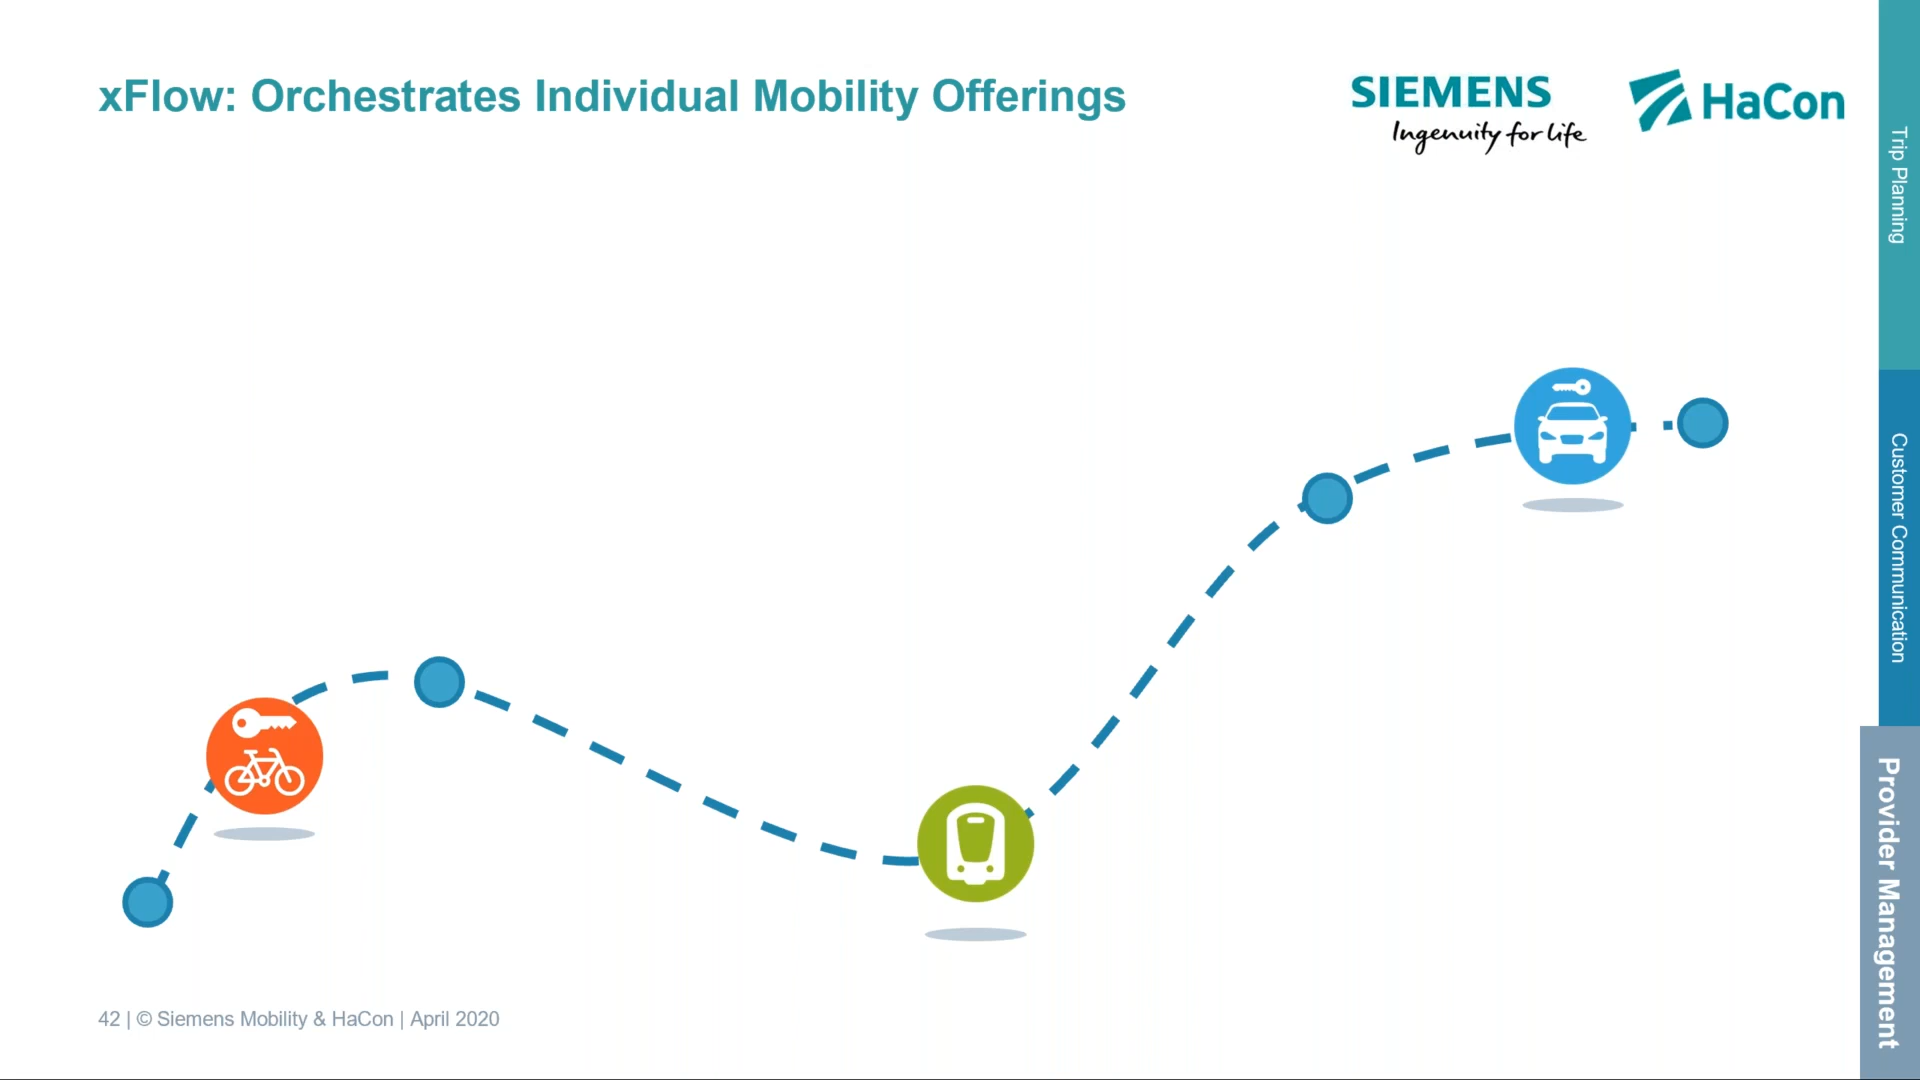 xFlow: Orchestrates Individual Mobility Offerings
SIEMENS
Ingenuity for life
HaCon
Trip Planning
Customer Communication
Provider Management
42 | © Siemens Mobility & HaCon | April 2020